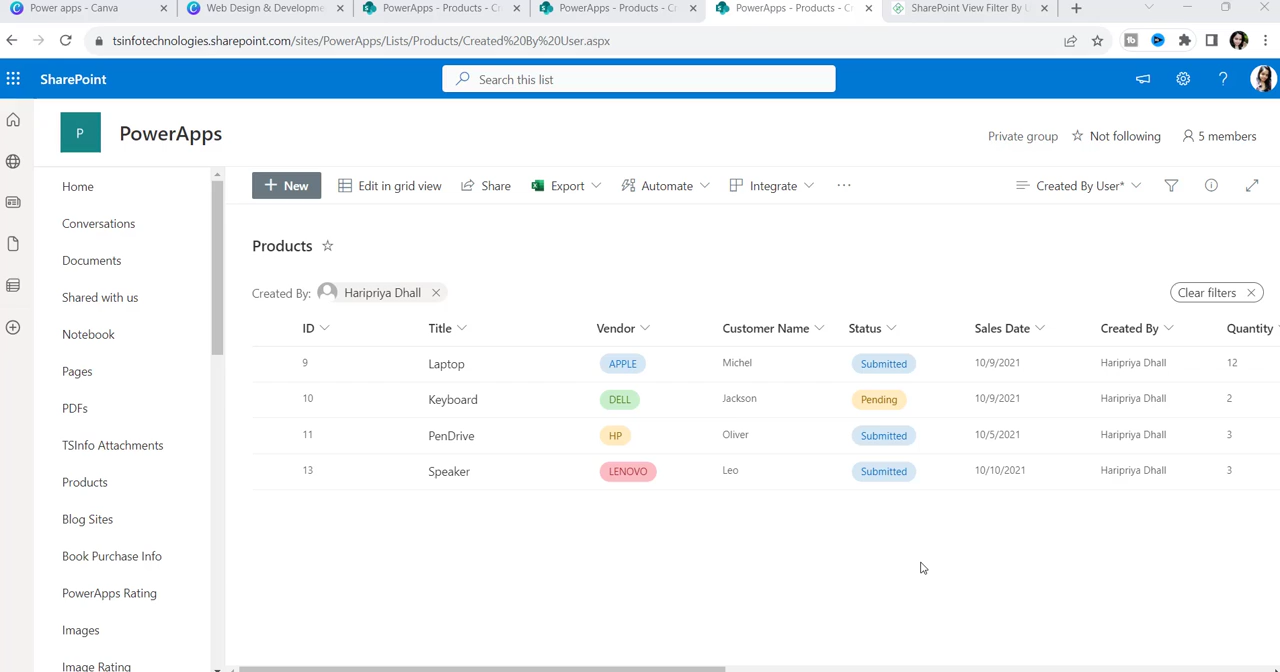 Power apps - Canva
Web Design & Developme
PowerApps - Products - Cr
PowerApps - Products - Cr
PowerApps - Products - Cr
SharePoint View Filter By U
tsinfotechnologies.sharepoint.com/sites/PowerApps/Lists/Products/Created%20By%20User.aspx
SharePoint
Search this list
P
PowerApps
Private group
Not following
5 members
Home
Conversations
Documents
Shared with us
Notebook
Pages
PDFs
TSInfo Attachments
Products
Blog Sites
Book Purchase Info
PowerApps Rating
Images
Image Rating
New
Edit in grid view
Share
Export
Automate
Integrate
Created By User*
Products
Created By:
Haripriya Dhall
Clear filters
ID Title Vendor Customer Name Status Sales Date Created By Quantity
9 Laptop APPLE Michel Submitted 10/9/2021 Haripriya Dhall 12
10 Keyboard DELL Jackson Pending 10/9/2021 Haripriya Dhall 2
11 PenDrive HP Oliver Submitted 10/5/2021 Haripriya Dhall 3
13 Speaker LENOVO Leo Submitted 10/10/2021 Haripriya Dhall 3